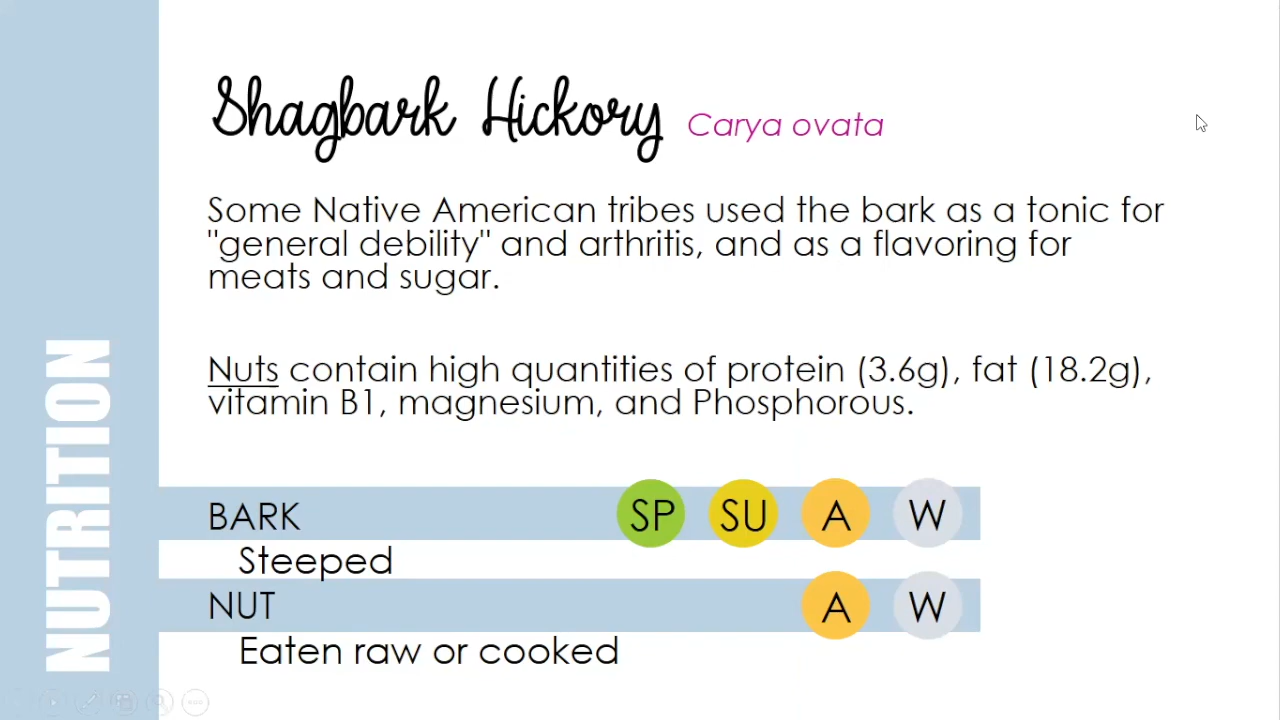 Shagbark Hickory Carya ovata
Some Native American tribes used the bark as a tonic for
"general debility" and arthritis, and as a flavoring for
meats and sugar.
Nuts contain high quantities of protein (3.6g), fat (18.2g),
vitamin B1, magnesium, and Phosphorous.
NUTRITION
BARK SP SU A W
Steeped
NUT A W
Eaten raw or cooked